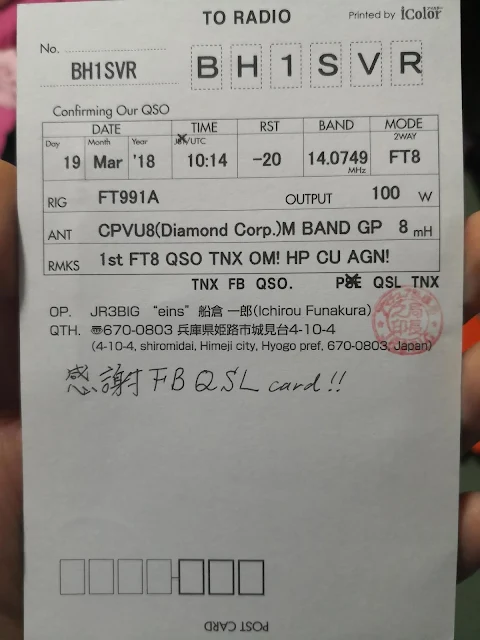 TO RADIO
Printed by iColor
No.
BH1SVR
B H 1 S V R
Confirming Our QSO
DATE TIME RST BAND MODE
Day Month Year JST/UTC 2WAY
19 Mar '18 10:14 -20 14.0749 MHz FT8
RIG FT991A OUTPUT 100 W
ANT CPVU8(Diamond Corp.)M BAND GP 8 mH
RMKS 1st FT8 QSO TNX OM! HP CU AGN!
TNX FB QSO. PSE QSL TNX
OP. JR3BIG "eins" 船倉 一郎(Ichirou Funakura)
QTH. 〠670-0803 兵庫県姫路市城見台4-10-4
(4-10-4, shiromidai, Himeji city, Hyogo pref, 670-0803, Japan)
感謝 FB QSL card!!
POST CARD